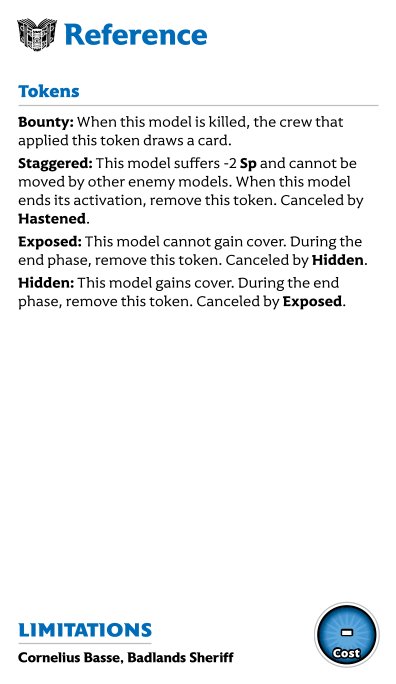 Reference
Tokens
Bounty: When this model is killed, the crew that
applied this token draws a card.
Staggered: This model suffers -2 Sp and cannot be
moved by other enemy models. When this model
ends its activation, remove this token. Canceled by
Hastened.
Exposed: This model cannot gain cover. During the
end phase, remove this token. Canceled by Hidden.
Hidden: This model gains cover. During the end
phase, remove this token. Canceled by Exposed.
LIMITATIONS
Cornelius Basse, Badlands Sheriff
-
Cost